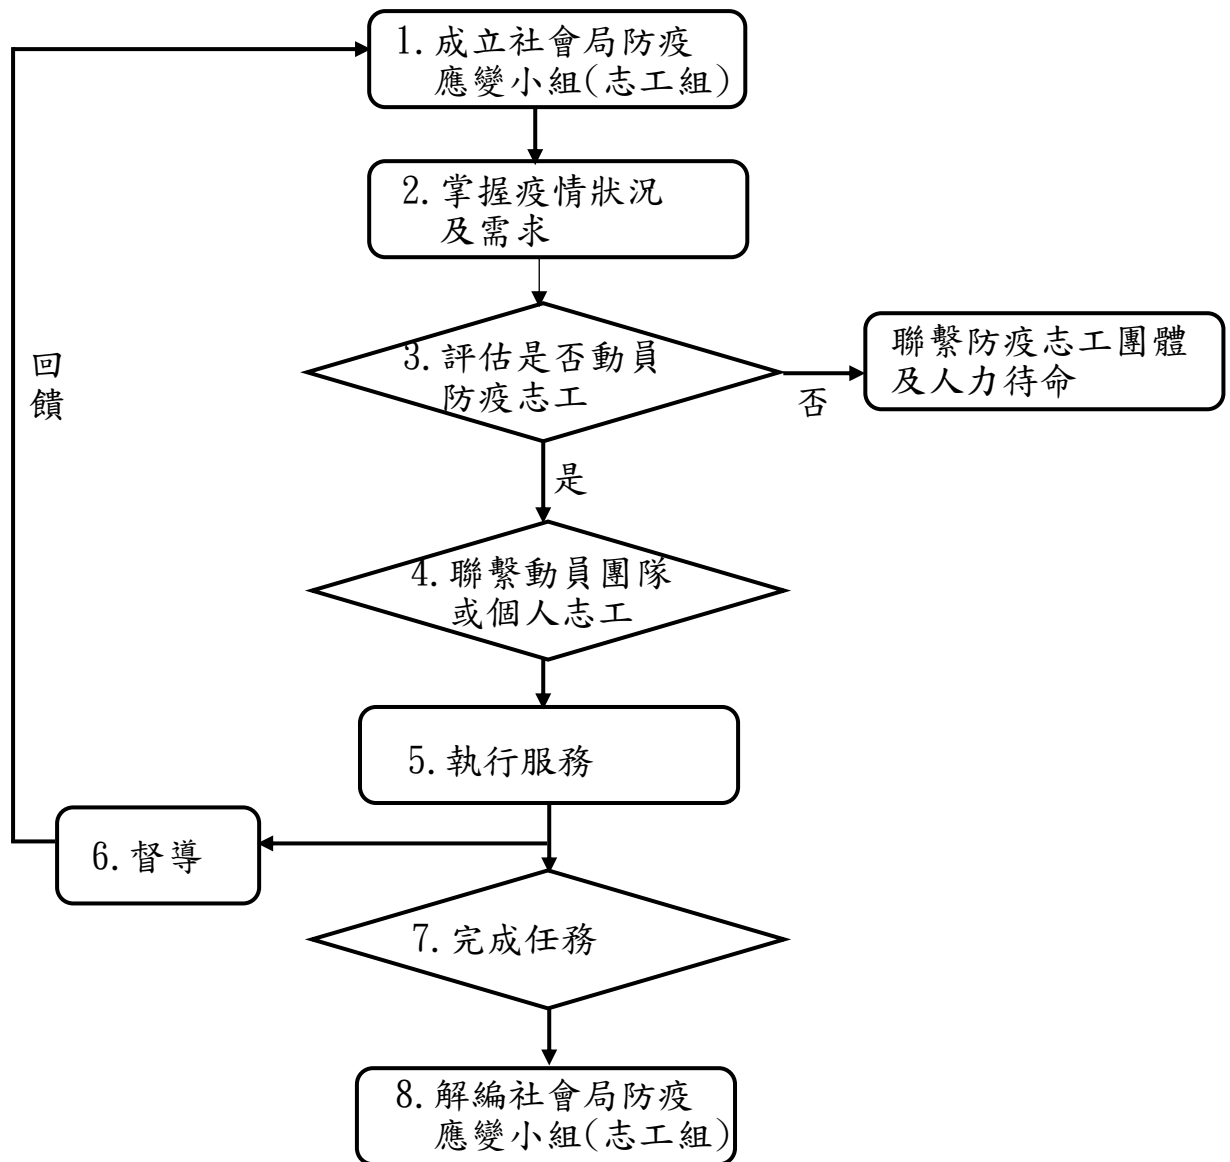 1.成立社會局防疫
應變小組(志工組)
2.掌握疫情狀況
及需求
3.評估是否動員
防疫志工
否
聯繫防疫志工團體
及人力待命
回
饋
是
4.聯繫動員團隊
或個人志工
5.執行服務
6.督導
7.完成任務
8.解編社會局防疫
應變小組(志工組)